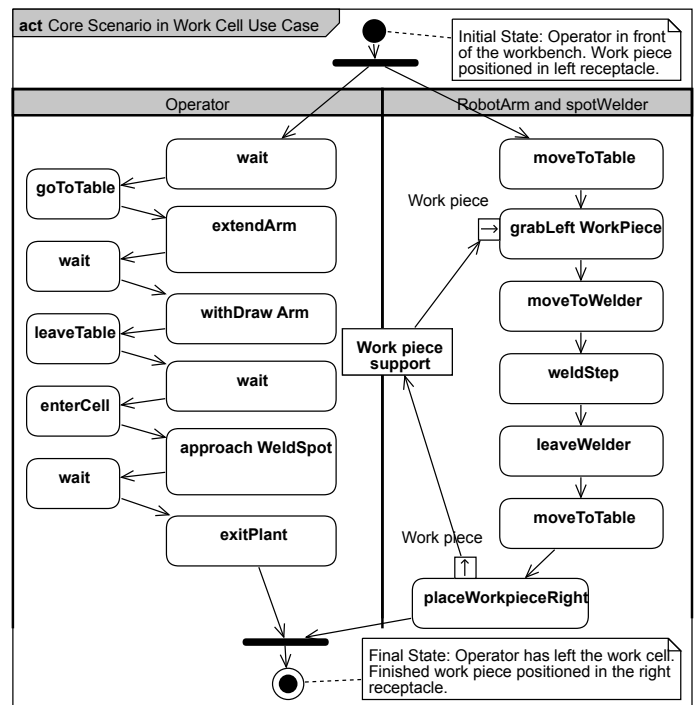 act Core Scenario in Work Cell Use Case
Initial State: Operator in front
of the workbench. Work piece
positioned in left receptacle.
Operator
RobotArm and spotWelder
wait
goToTable
extendArm
wait
withDraw Arm
leaveTable
wait
enterCell
approach WeldSpot
wait
exitPlant
moveToTable
Work piece
grabLeft WorkPiece
moveToWelder
Work piece
support
weldStep
leaveWelder
moveToTable
Work piece
placeWorkpieceRight
Final State: Operator has left the work cell.
Finished work piece positioned in the right
receptacle.